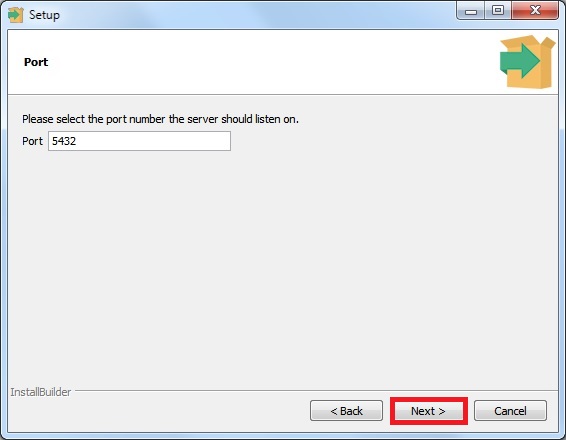 Setup
Port
Please select the port number the server should listen on.
Port 5432
InstallBuilder
< Back Next > Cancel